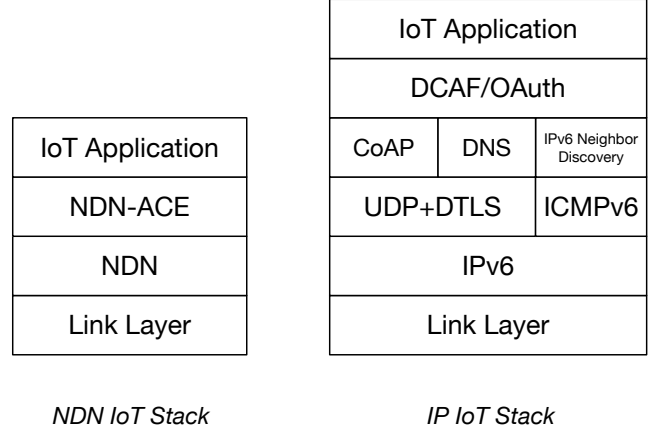 IoT Application
NDN-ACE
NDN
Link Layer
NDN IoT Stack
IoT Application
DCAF/OAuth
CoAP
DNS
IPv6 Neighbor
Discovery
UDP+DTLS
ICMPv6
IPv6
Link Layer
IP IoT Stack